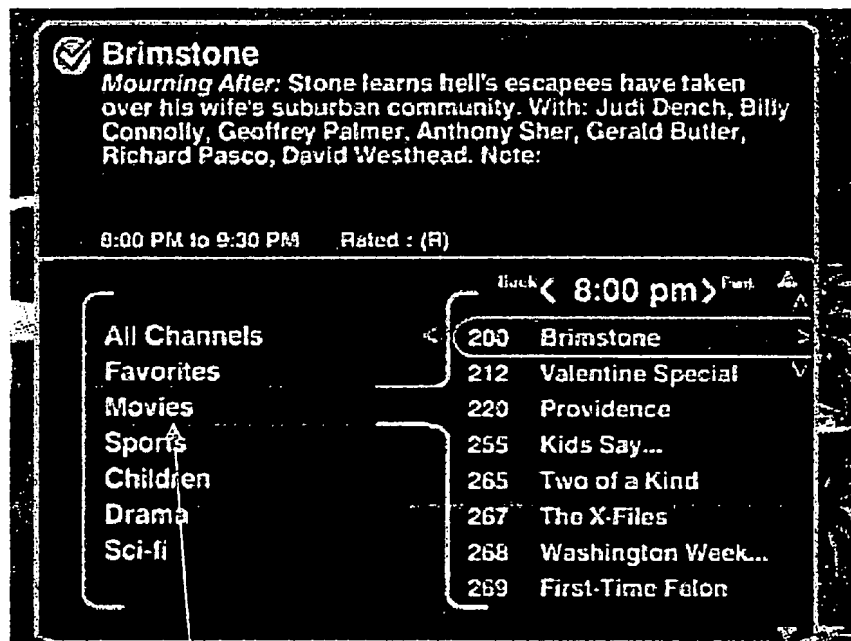 Brimstone
Mourning After: Stone learns hell's escapees have taken
over his wife's suburban community. With: Judi Dench, Billy
Connolly, Geoffrey Palmer, Anthony Sher, Gerald Butler,
Richard Pasco, David Westhead. Note:
8:00 PM to 9:30 PM Rated : (R)
Back < 8:00 pm >
All Channels
Favorites
Movies
Sports
Children
Drama
Sci-fi
200 Brimstone
212 Valentine Special
220 Providence
255 Kids Say...
265 Two of a Kind
267 The X-Files
268 Washington Week...
269 First-Time Felon